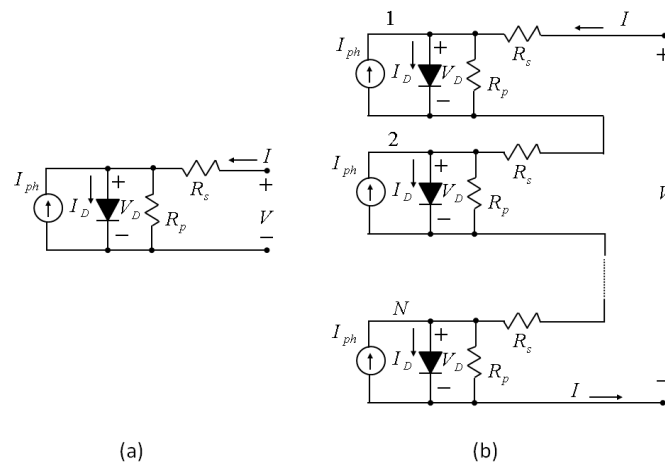 I_ph I_D + V_D − R_p R_s I + V −
(a)
1 I_ph I_D + V_D − R_p R_s I +
2 I_ph I_D + V_D − R_p R_s V
N I_ph I_D + V_D − R_p R_s I −
(b)